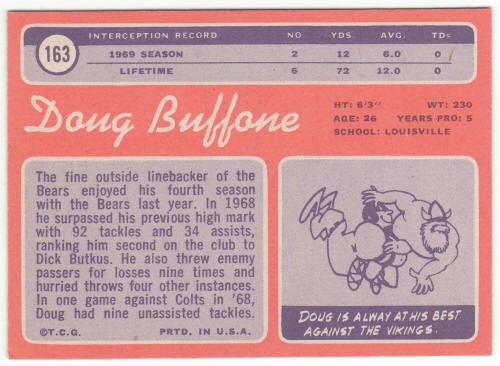 163
INTERCEPTION RECORD NO. YDS. AVG. TDs
1969 SEASON 2 12 6.0 0
LIFETIME 6 72 12.0 0
Doug Buffone
HT: 6'3" WT: 230
AGE: 26 YEARS PRO: 5
SCHOOL: LOUISVILLE
The fine outside linebacker of the
Bears enjoyed his fourth season
with the Bears last year. In 1968
he surpassed his previous high mark
with 92 tackles and 34 assists,
ranking him second on the club to
Dick Butkus. He also threw enemy
passers for losses nine times and
hurried throws four other instances.
In one game against Colts in '68,
Doug had nine unassisted tackles.
©T.C.G. PRTD. IN U.S.A.
DOUG IS ALWAY AT HIS BEST
AGAINST THE VIKINGS.